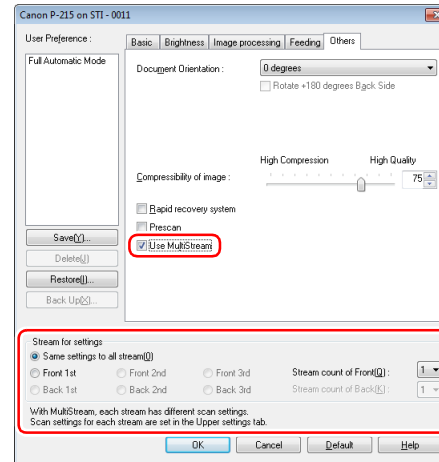 Canon P-215 on STI - 0011
User Preference :
Full Automatic Mode
Save(Y)...
Delete(J)
Restore(I)...
Back Up(X)...
Basic Brightness Image processing Feeding Others
Document Orientation : 0 degrees
Rotate +180 degrees Back Side
High Compression High Quality
Compressibility of image : 75
Rapid recovery system
Prescan
Use MultiStream
Stream for settings
Same settings to all stream(0)
Front 1st Front 2nd Front 3rd Stream count of Front(Q) : 1
Back 1st Back 2nd Back 3rd Stream count of Back(K) : 1
With MultiStream, each stream has different scan settings.
Scan settings for each stream are set in the Upper settings tab.
OK Cancel Default Help